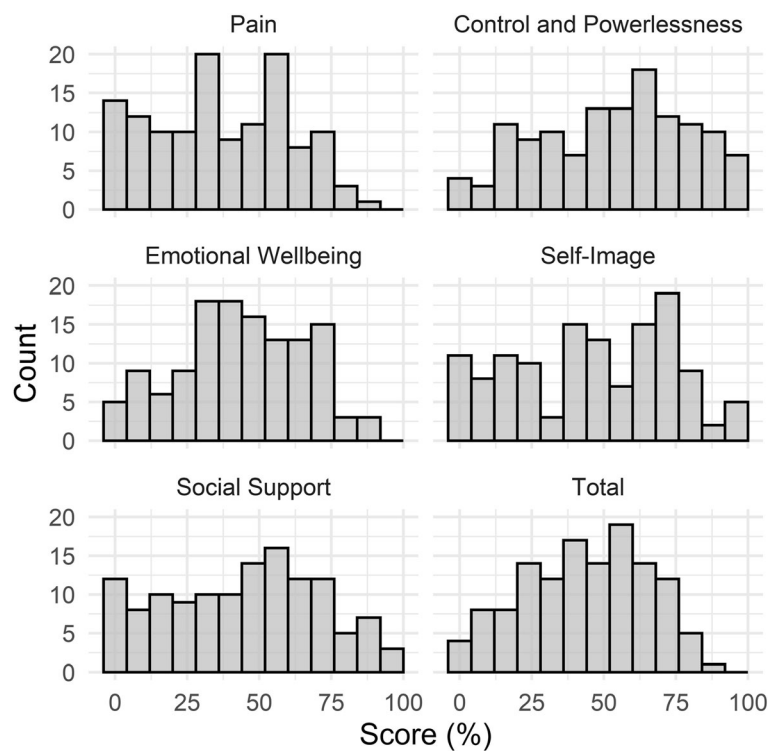 Pain
Control and Powerlessness
20
15
10
5
0
Emotional Wellbeing
Self-Image
20
15
10
5
0
Count
Social Support
Total
20
15
10
5
0
0 25 50 75 100 0 25 50 75 100
Score (%)